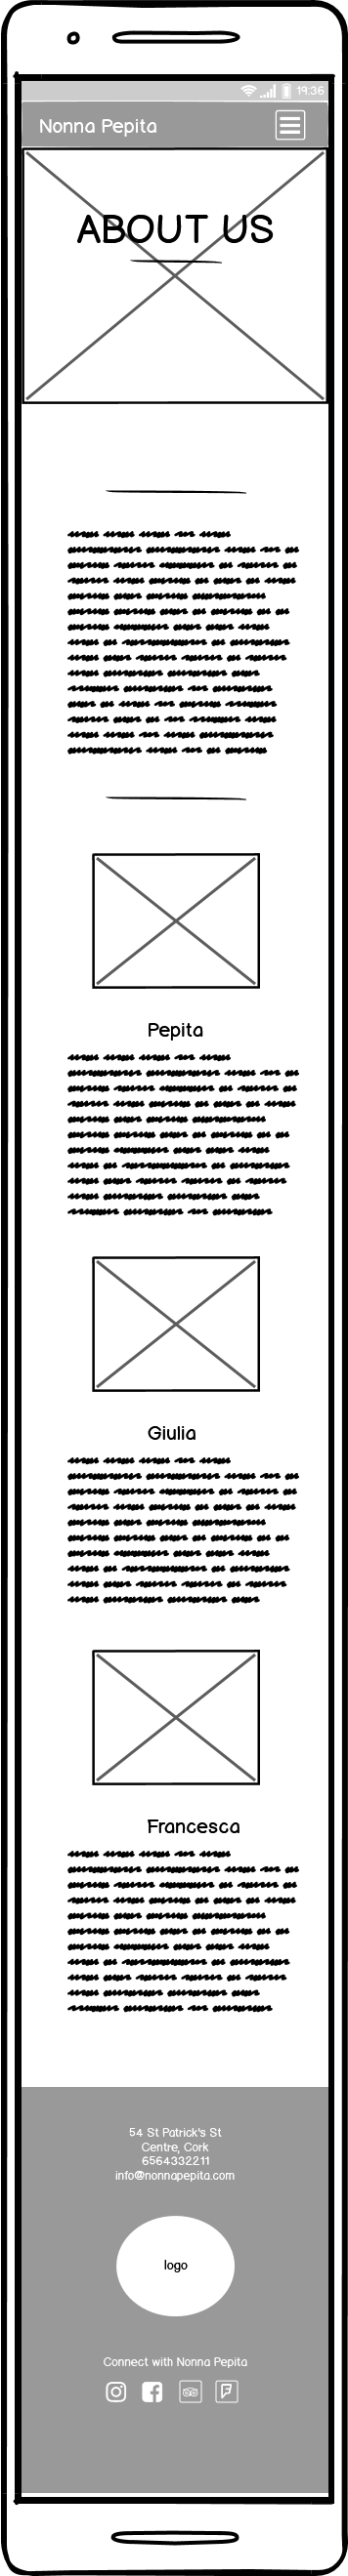 19:36
Nonna Pepita
ABOUT US
Pepita
Giulia
Francesca
54 St Patrick's St
Centre, Cork
6564332211
info@nonnapepita.com
logo
Connect with Nonna Pepita